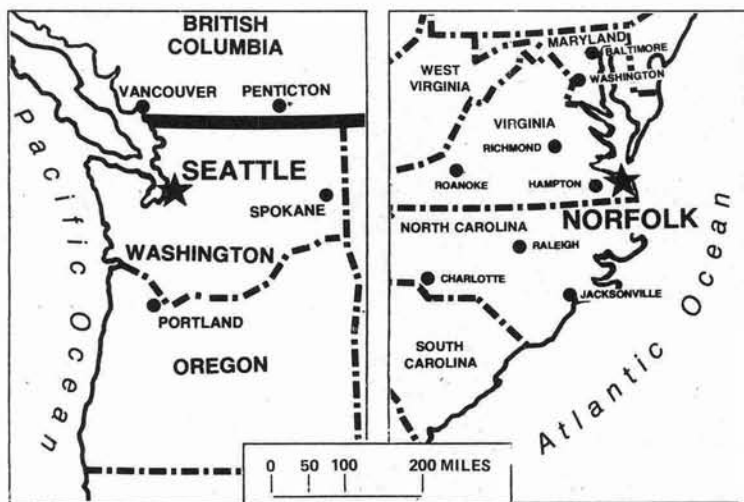 BRITISH
COLUMBIA
VANCOUVER
PENTICTON
SEATTLE
SPOKANE
WASHINGTON
PORTLAND
OREGON
Pacific Ocean
MARYLAND
BALTIMORE
WEST
VIRGINIA
WASHINGTON
VIRGINIA
RICHMOND
ROANOKE
HAMPTON
NORFOLK
NORTH CAROLINA
RALEIGH
CHARLOTTE
JACKSONVILLE
SOUTH
CAROLINA
Atlantic Ocean
0 50 100 200 MILES